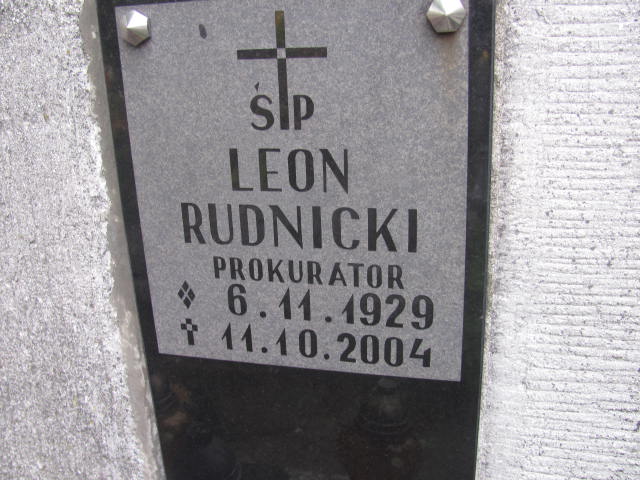 ŚP
LEON
RUDNICKI
PROKURATOR
6.11.1929
11.10.2004